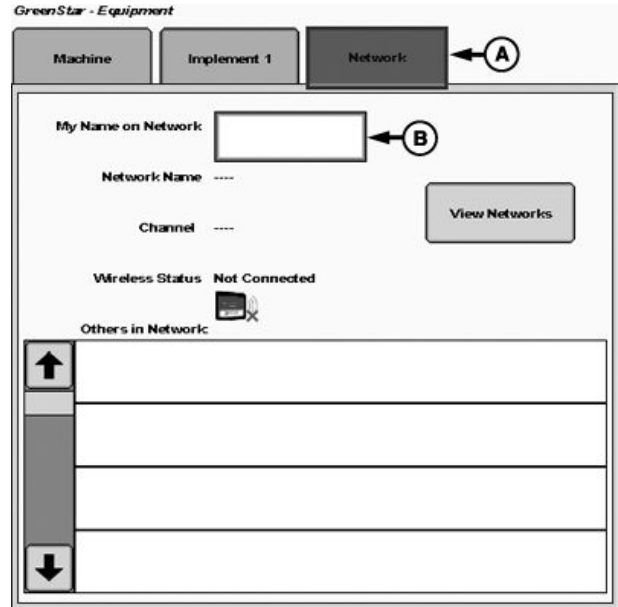 GreenStar - Equipment
Machine
Implement 1
Network
A
My Name on Network
B
Network Name ----
View Networks
Channel ----
Wireless Status Not Connected
Others in Network: